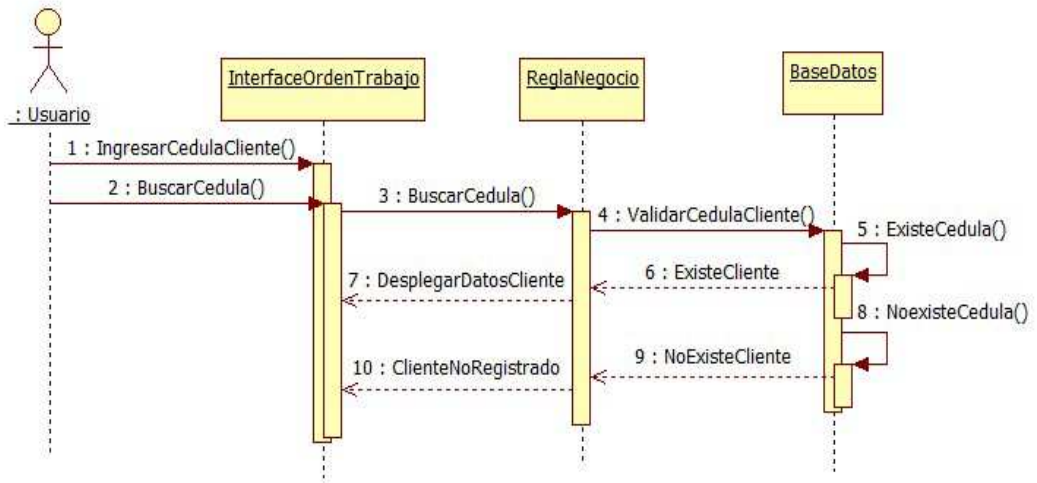 : Usuario
InterfaceOrdenTrabajo
ReglaNegocio
BaseDatos
1 : IngresarCedulaCliente()
2 : BuscarCedula()
3 : BuscarCedula()
4 : ValidarCedulaCliente()
5 : ExisteCedula()
6 : ExisteCliente
7 : DesplegarDatosCliente
8 : NoexisteCedula()
9 : NoExisteCliente
10 : ClienteNoRegistrado